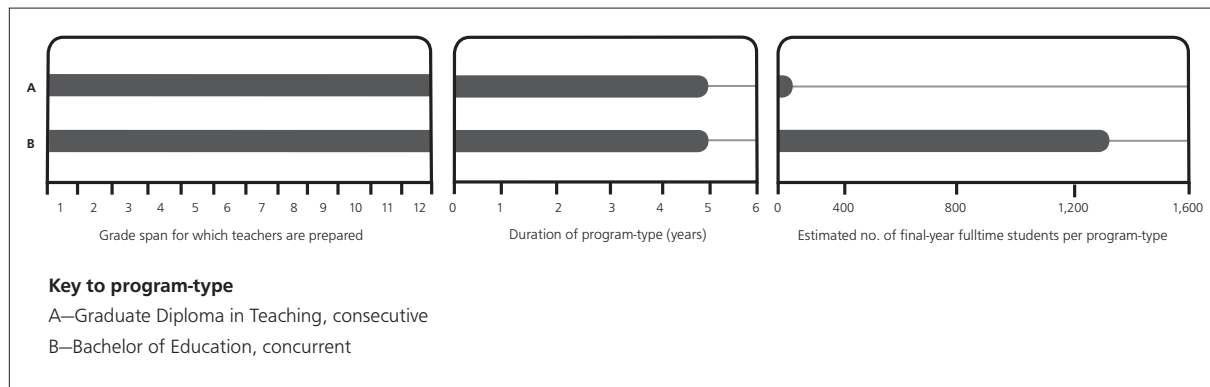 A
B
1 2 3 4 5 6 7 8 9 10 11 12
Grade span for which teachers are prepared
0 1 2 3 4 5 6
Duration of program-type (years)
0 400 800 1,200 1,600
Estimated no. of final-year fulltime students per program-type
Key to program-type
A—Graduate Diploma in Teaching, consecutive
B—Bachelor of Education, concurrent